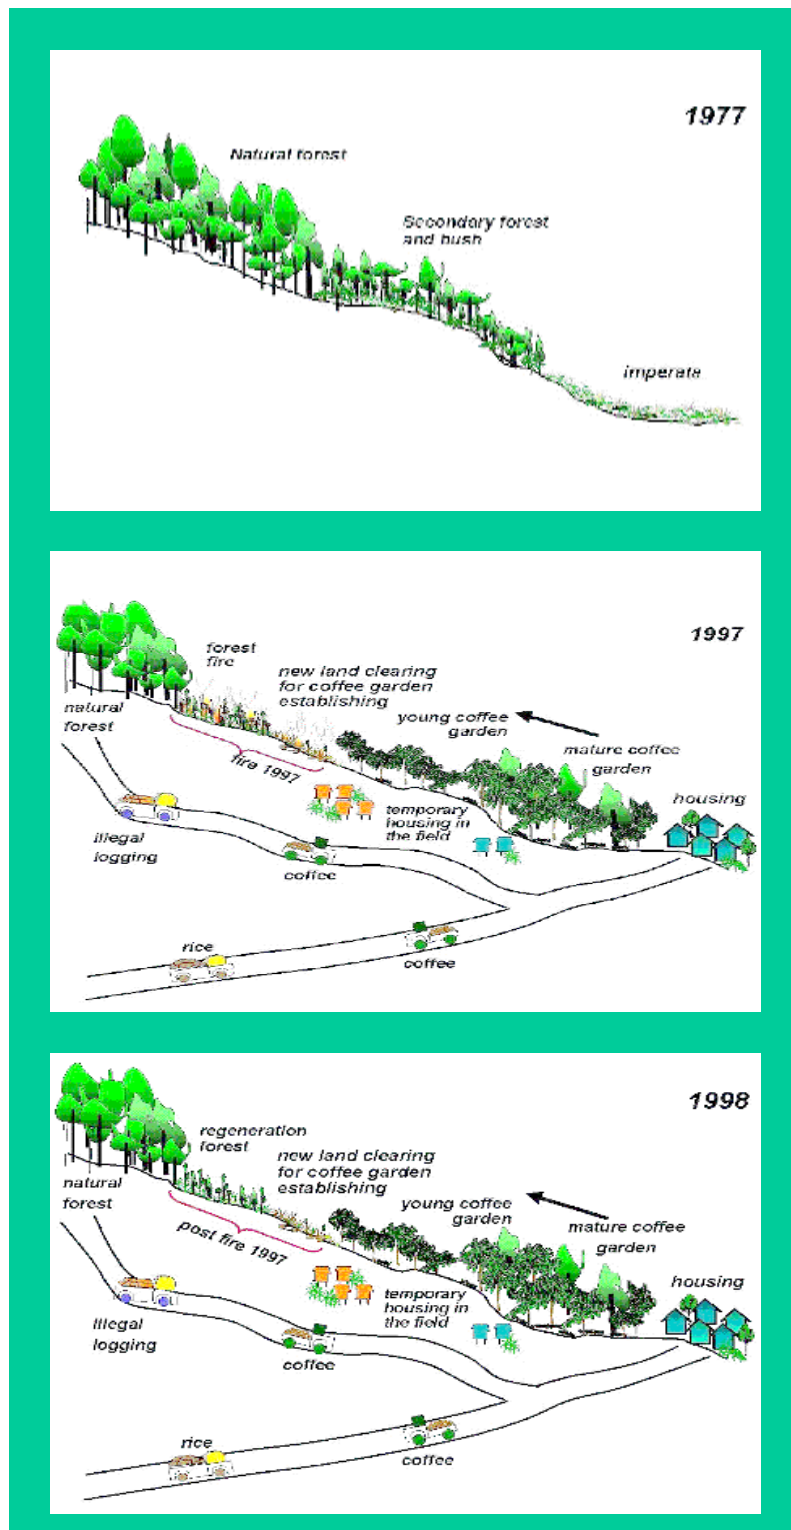 1977
Natural forest
Secondary forest
and bush
imperata
1997
forest
fire
new land clearing
for coffee garden
establishing
natural
forest
young coffee
garden
mature coffee
garden
fire 1997
housing
temporary
housing in
the field
illegal
logging
coffee
rice
coffee
1998
regeneration
forest
new land clearing
for coffee garden
establishing
natural
forest
young coffee
garden
mature coffee
garden
post fire 1997
housing
temporary
housing in
the field
illegal
logging
coffee
rice
coffee